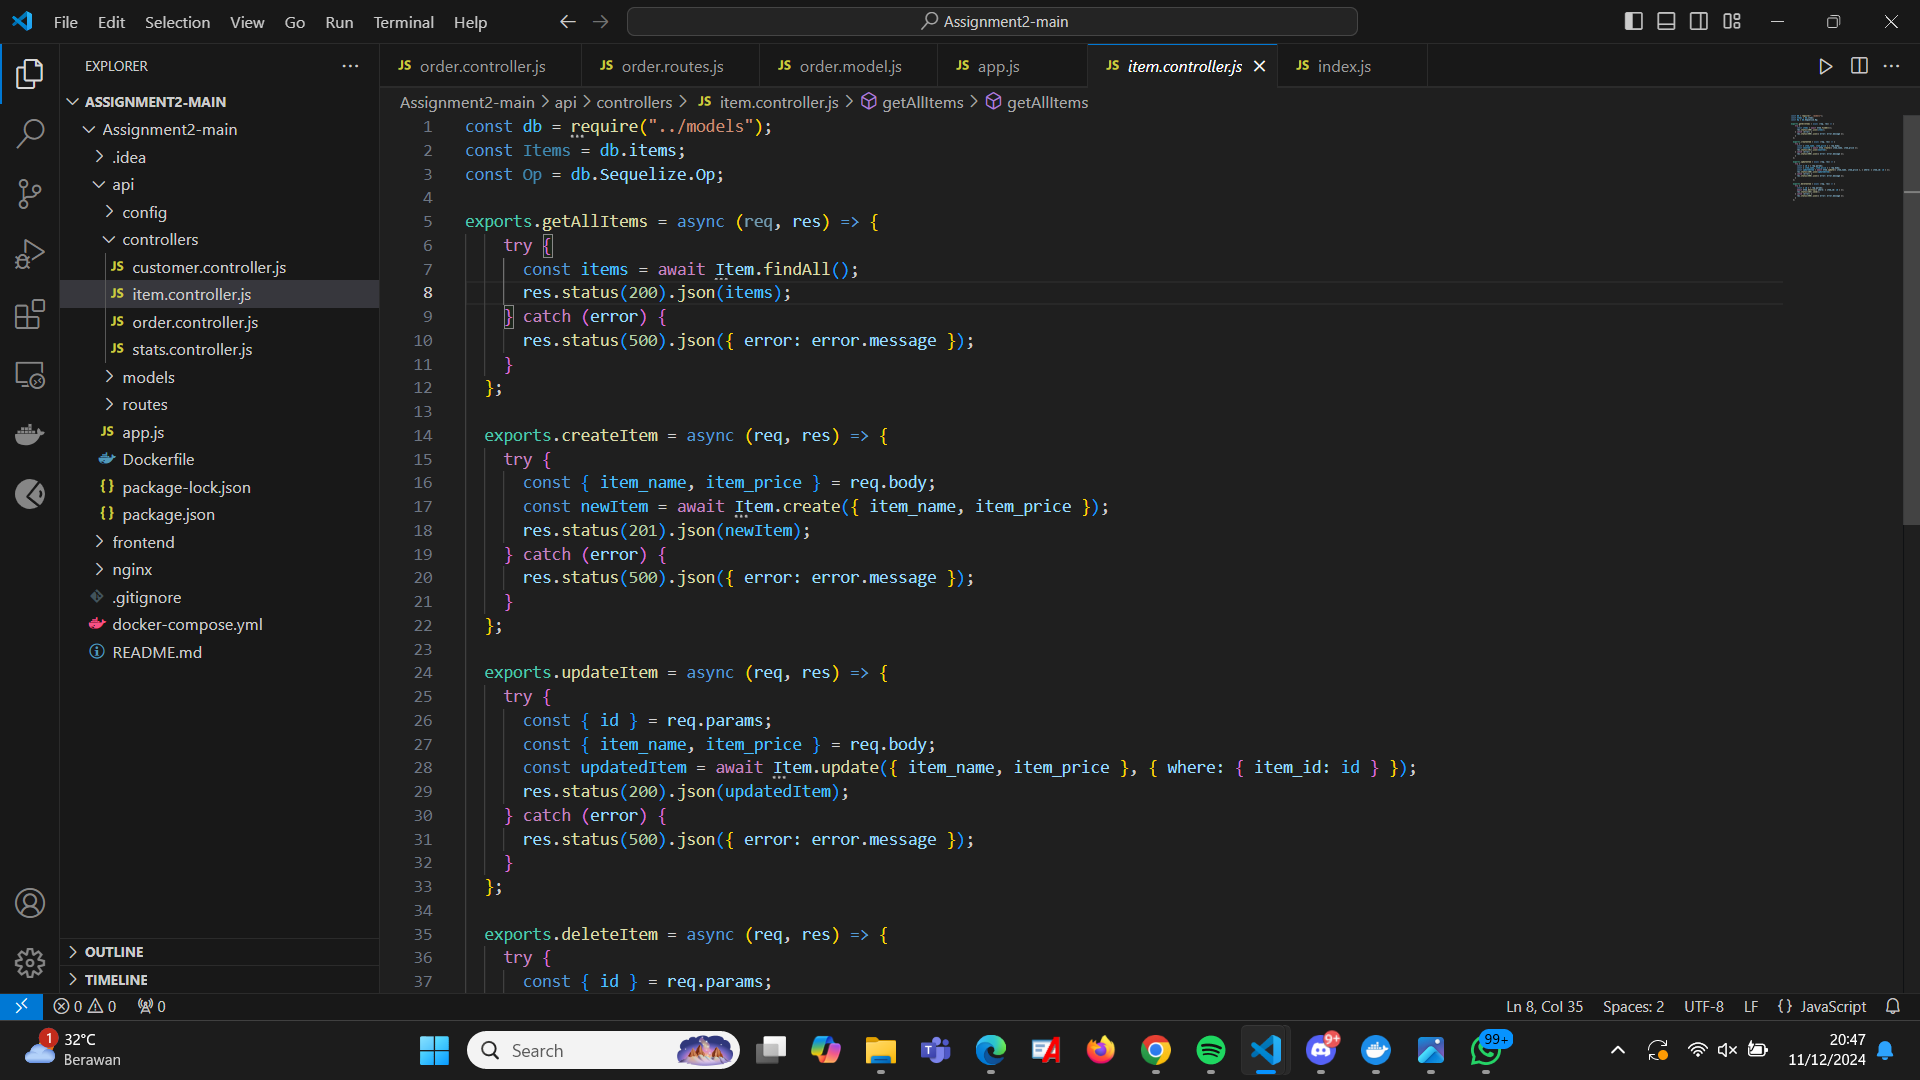 File Edit Selection View Go Run Terminal Help
Assignment2-main
EXPLORER
ASSIGNMENT2-MAIN
Assignment2-main
.idea
api
config
controllers
JS customer.controller.js
JS item.controller.js
JS order.controller.js
JS stats.controller.js
models
routes
JS app.js
Dockerfile
{} package-lock.json
{} package.json
frontend
nginx
.gitignore
docker-compose.yml
README.md
OUTLINE
TIMELINE
JS order.controller.js JS order.routes.js JS order.model.js JS app.js JS item.controller.js JS index.js
Assignment2-main > api > controllers > JS item.controller.js > getAllItems > getAllItems
1 const db = require("../models");
2 const Items = db.items;
3 const Op = db.Sequelize.Op;
4
5 exports.getAllItems = async (req, res) => {
6 try {
7 const items = await Item.findAll();
8 res.status(200).json(items);
9 } catch (error) {
10 res.status(500).json({ error: error.message });
11 }
12 };
13
14 exports.createItem = async (req, res) => {
15 try {
16 const { item_name, item_price } = req.body;
17 const newItem = await Item.create({ item_name, item_price });
18 res.status(201).json(newItem);
19 } catch (error) {
20 res.status(500).json({ error: error.message });
21 }
22 };
23
24 exports.updateItem = async (req, res) => {
25 try {
26 const { id } = req.params;
27 const { item_name, item_price } = req.body;
28 const updatedItem = await Item.update({ item_name, item_price }, { where: { item_id: id } });
29 res.status(200).json(updatedItem);
30 } catch (error) {
31 res.status(500).json({ error: error.message });
32 }
33 };
34
35 exports.deleteItem = async (req, res) => {
36 try {
37 const { id } = req.params;
0 0 0
Ln 8, Col 35 Spaces: 2 UTF-8 LF {} JavaScript
1 32°C
Berawan
Search
9+
99+
20:47
11/12/2024